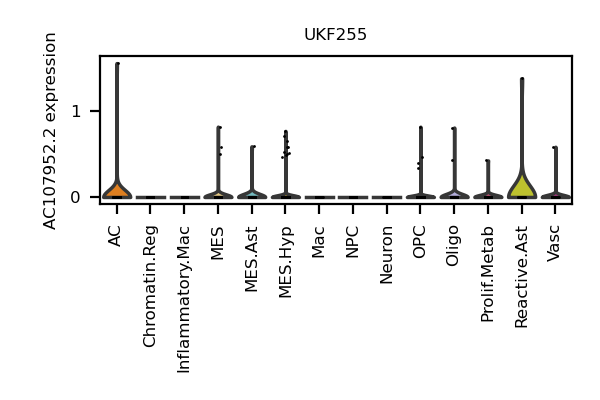 UKF255
AC107952.2 expression
1
0
AC
Chromatin.Reg
Inflammatory.Mac
MES
MES.Ast
MES.Hyp
Mac
NPC
Neuron
OPC
Oligo
Prolif.Metab
Reactive.Ast
Vasc